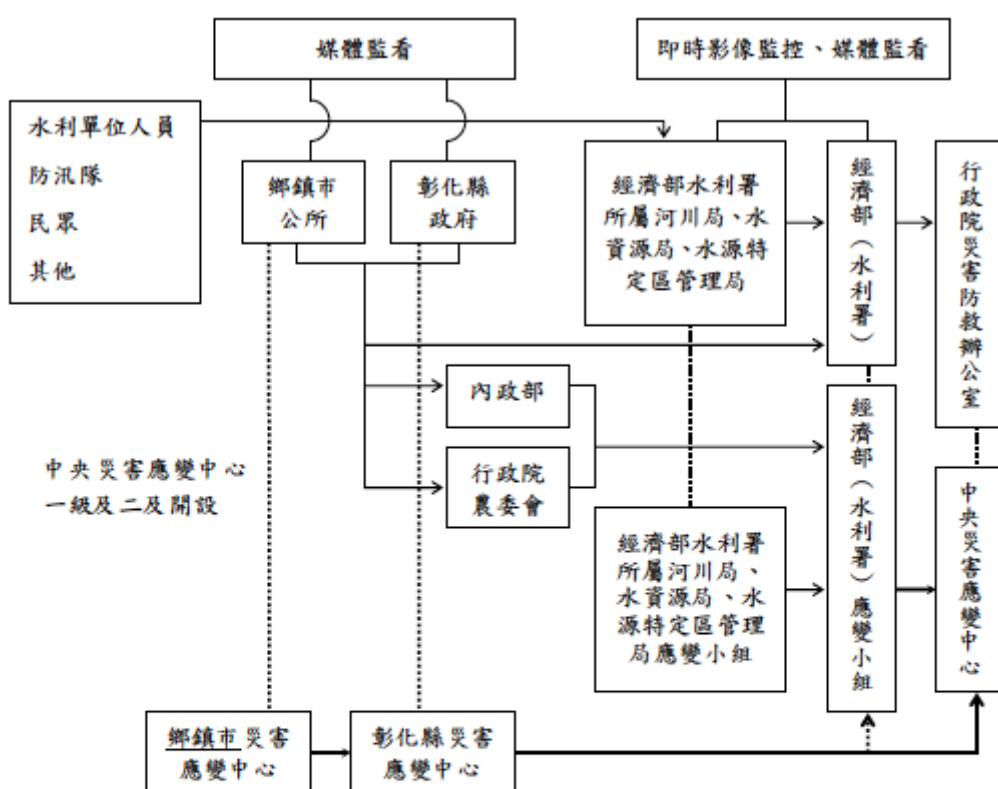 媒體監看
即時影像監控、媒體監看
水利單位人員
防汛隊
民眾
其他
鄉鎮市
公所
彰化縣
政府
經濟部水利署
所屬河川局、水
資源局、水源特
定區管理局
經濟部（水利署）
行政院災害防救辦公室
內政部
行政院
農委會
中央災害應變中心
一級及二及開設
經濟部水利署
所屬河川局、
水資源局、水
源特定區管理
局應變小組
經濟部（水利署）應變小組
中央災害應變中心
鄉鎮市災害
應變中心
彰化縣災害
應變中心